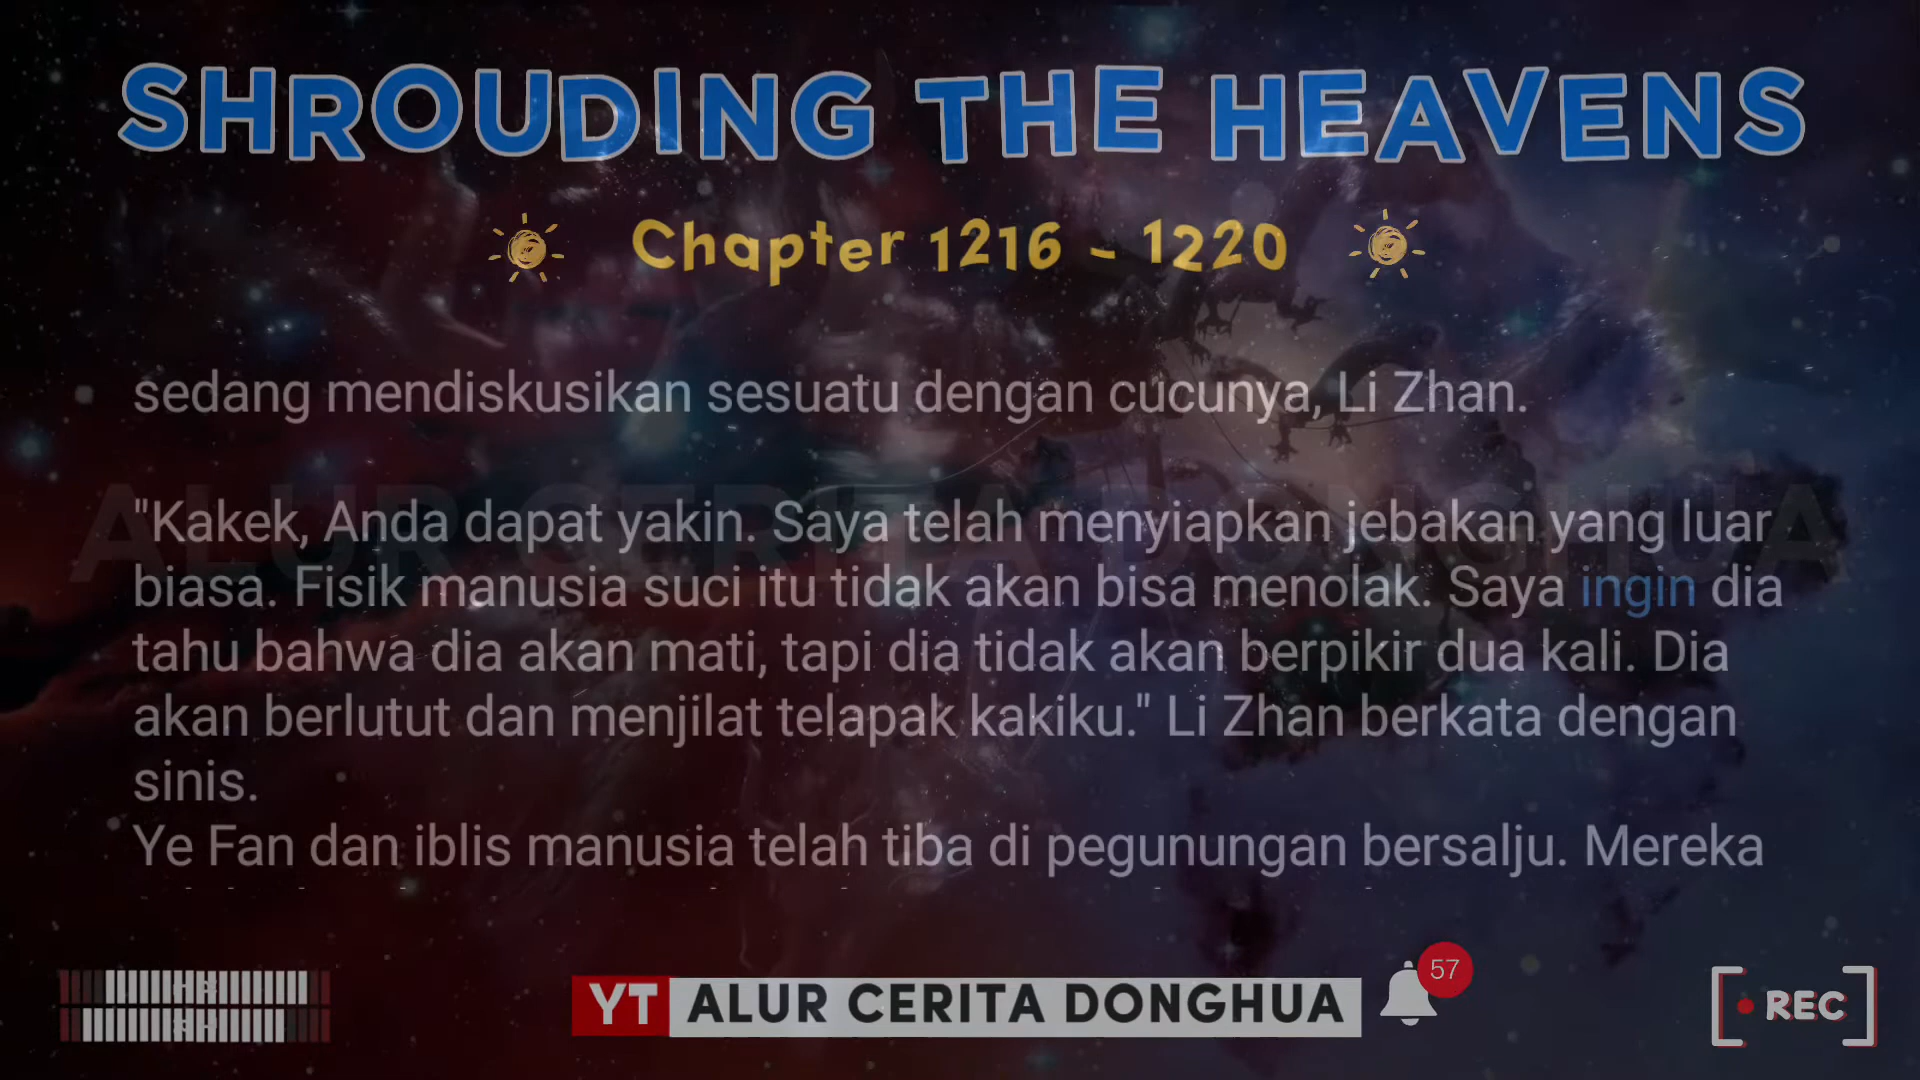 SHROUDING THE HEAVENS
Chapter 1216 - 1220
sedang mendiskusikan sesuatu dengan cucunya, Li Zhan.
"Kakek, Anda dapat yakin. Saya telah menyiapkan jebakan yang luar
biasa. Fisik manusia suci itu tidak akan bisa menolak. Saya ingin dia
tahu bahwa dia akan mati, tapi dia tidak akan berpikir dua kali. Dia
akan berlutut dan menjilat telapak kakiku." Li Zhan berkata dengan
sinis.
Ye Fan dan iblis manusia telah tiba di pegunungan bersalju. Mereka
ALUR CERITA DONGHUA
YT ALUR CERITA DONGHUA
57
REC